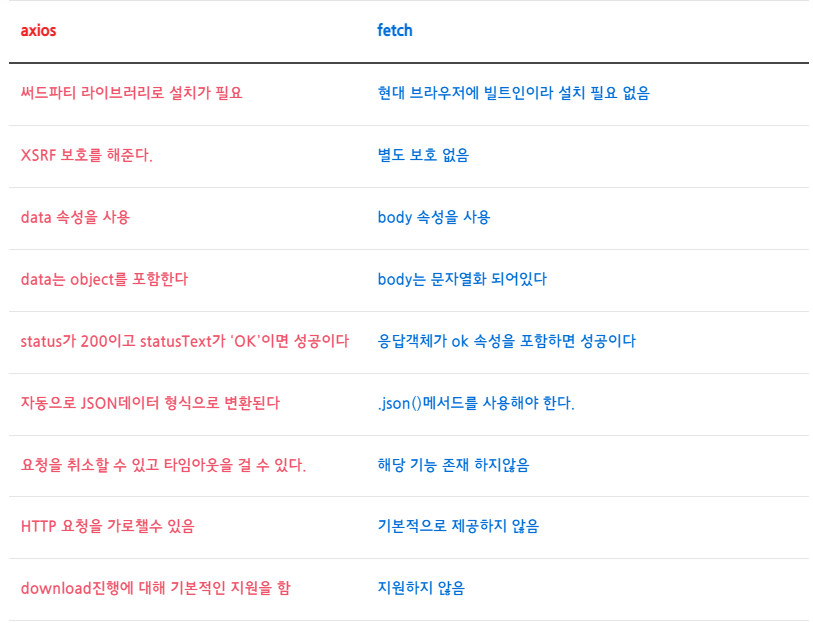 axios fetch
써드파티 라이브러리로 설치가 필요 현대 브라우저에 빌트인이라 설치 필요 없음
XSRF 보호를 해준다. 별도 보호 없음
data 속성을 사용 body 속성을 사용
data는 object를 포함한다 body는 문자열화 되어있다
status가 200이고 statusText가 'OK'이면 성공이다 응답객체가 ok 속성을 포함하면 성공이다
자동으로 JSON데이터 형식으로 변환된다 .json()메서드를 사용해야 한다.
요청을 취소할 수 있고 타임아웃을 걸 수 있다. 해당 기능 존재 하지않음
HTTP 요청을 가로챌수 있음 기본적으로 제공하지 않음
download진행에 대해 기본적인 지원을 함 지원하지 않음